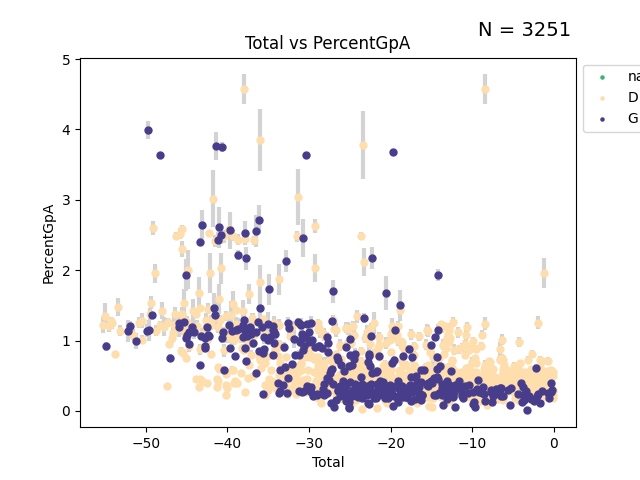 N = 3251
Total vs PercentGpA
PercentGpA
5
4
3
2
1
0
−50
−40
−30
−20
−10
0
Total
na
D
G